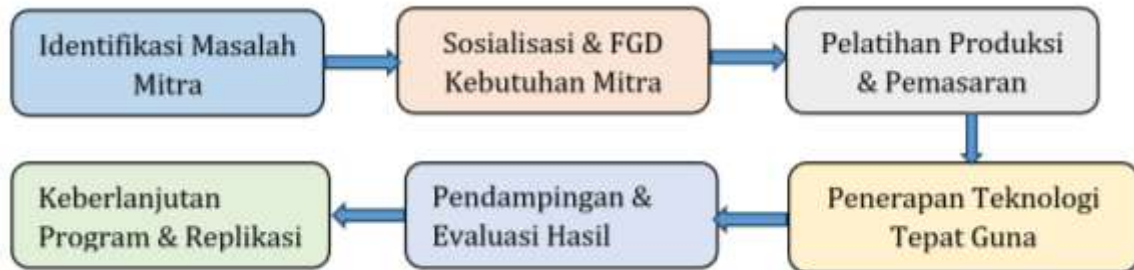 Identifikasi Masalah
Mitra
Sosialisasi & FGD
Kebutuhan Mitra
Pelatihan Produksi
& Pemasaran
Penerapan Teknologi
Tepat Guna
Pendampingan &
Evaluasi Hasil
Keberlanjutan
Program & Replikasi